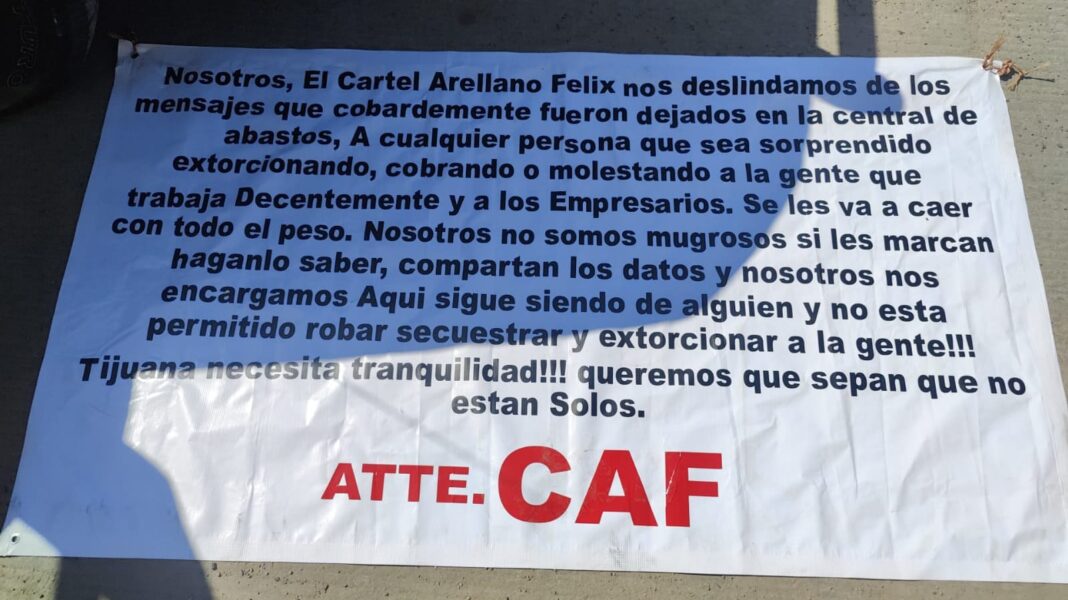 Nosotros, El Cartel Arellano Felix nos deslindamos de los
mensajes que cobardemente fueron dejados en la central de
abastos, A cualquier persona que sea sorprendido
extorcionando, cobrando o molestando a la gente que
trabaja Decentemente y a los Empresarios. Se les va a caer
con todo el peso. Nosotros no somos mugrosos si les marcan
haganlo saber, compartan los datos y nosotros nos
encargamos Aqui sigue siendo de alguien y no esta
permitido robar secuestrar y extorcionar a la gente!!!
Tijuana necesita tranquilidad!!! queremos que sepan que no
estan Solos.
ATTE. CAF